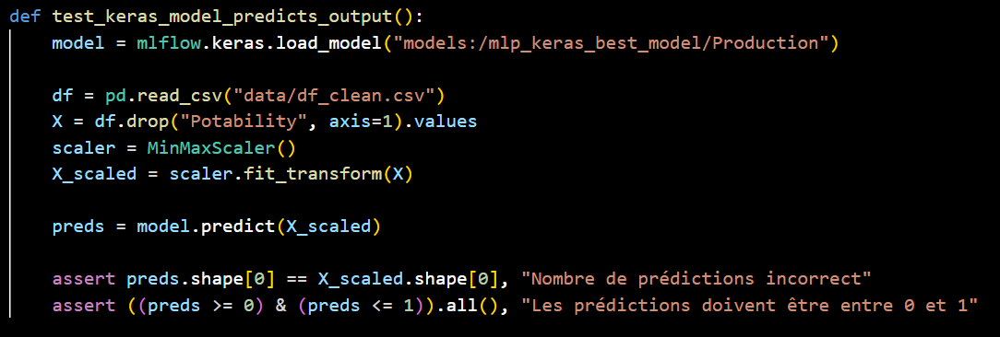 def test_keras_model_predicts_output():
    model = mlflow.keras.load_model("models:/mlp_keras_best_model/Production")

    df = pd.read_csv("data/df_clean.csv")
    X = df.drop("Potability", axis=1).values
    scaler = MinMaxScaler()
    X_scaled = scaler.fit_transform(X)

    preds = model.predict(X_scaled)

    assert preds.shape[0] == X_scaled.shape[0], "Nombre de prédictions incorrect"
    assert ((preds >= 0) & (preds <= 1)).all(), "Les prédictions doivent être entre 0 et 1"